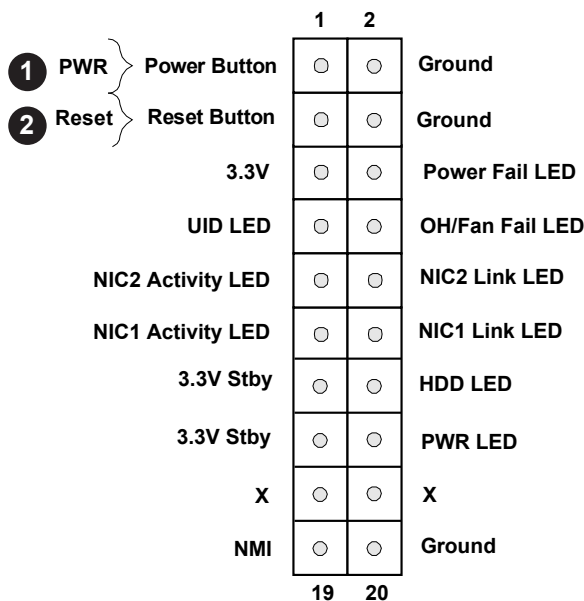 1 2
1 PWR Power Button Ground
2 Reset Reset Button Ground
3.3V Power Fail LED
UID LED OH/Fan Fail LED
NIC2 Activity LED NIC2 Link LED
NIC1 Activity LED NIC1 Link LED
3.3V Stby HDD LED
3.3V Stby PWR LED
X X
NMI Ground
19 20